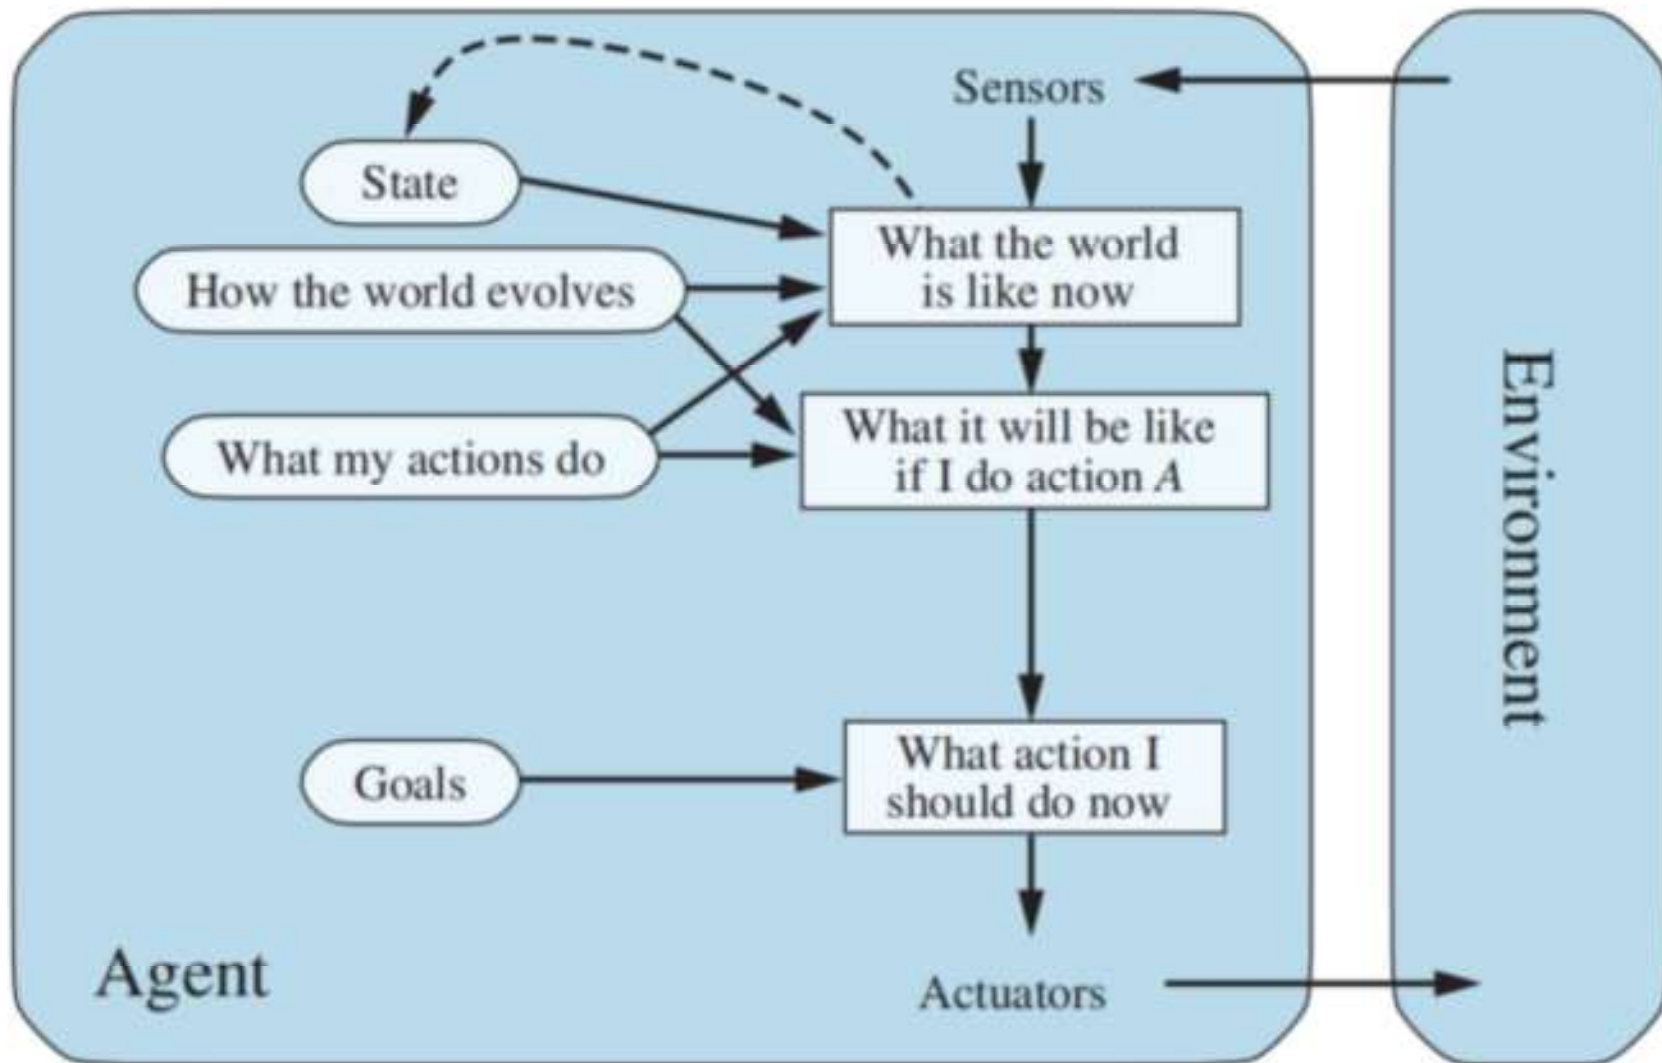 Sensors
State
What the world
is like now
How the world evolves
What it will be like
if I do action A
What my actions do
Environment
Goals
What action I
should do now
Agent
Actuators